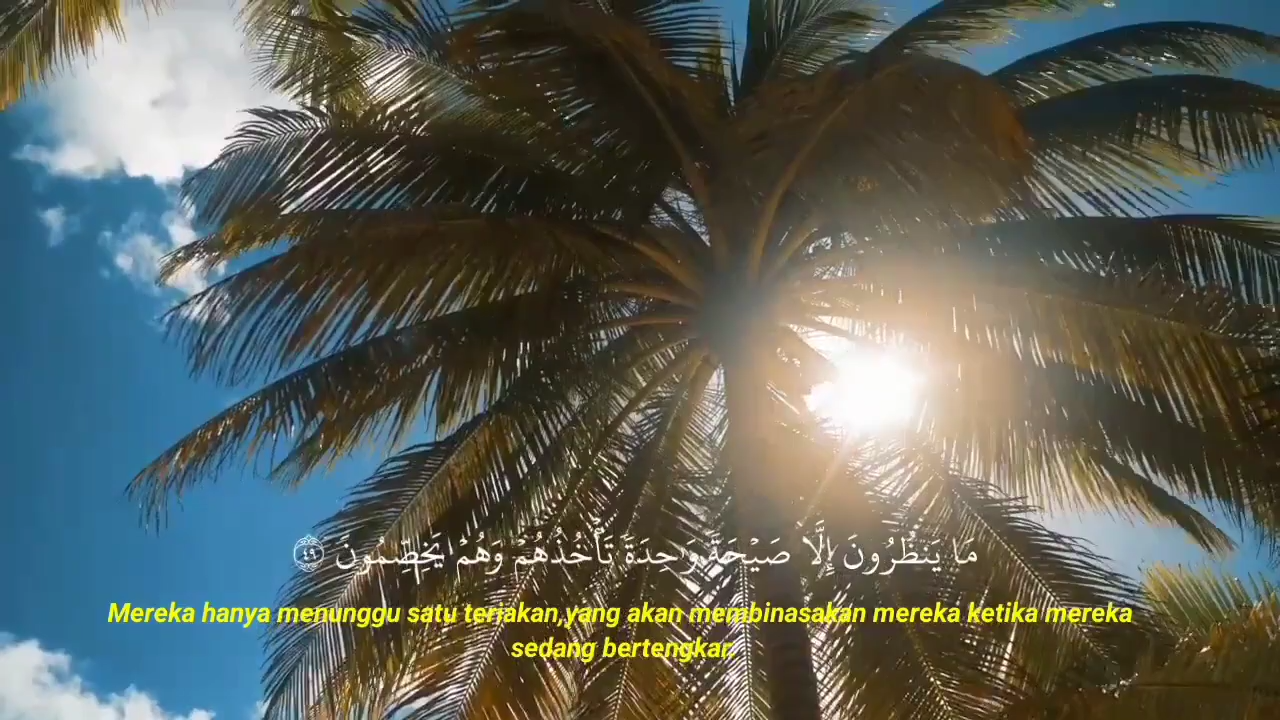 مَا يَنظُرُونَ إِلَّا صَيْحَةً وَٰحِدَةً تَأْخُذُهُمْ وَهُمْ يَخِصِّمُونَ ۝٤٩
Mereka hanya menunggu satu teriakan,yang akan membinasakan mereka ketika mereka
sedang bertengkar.